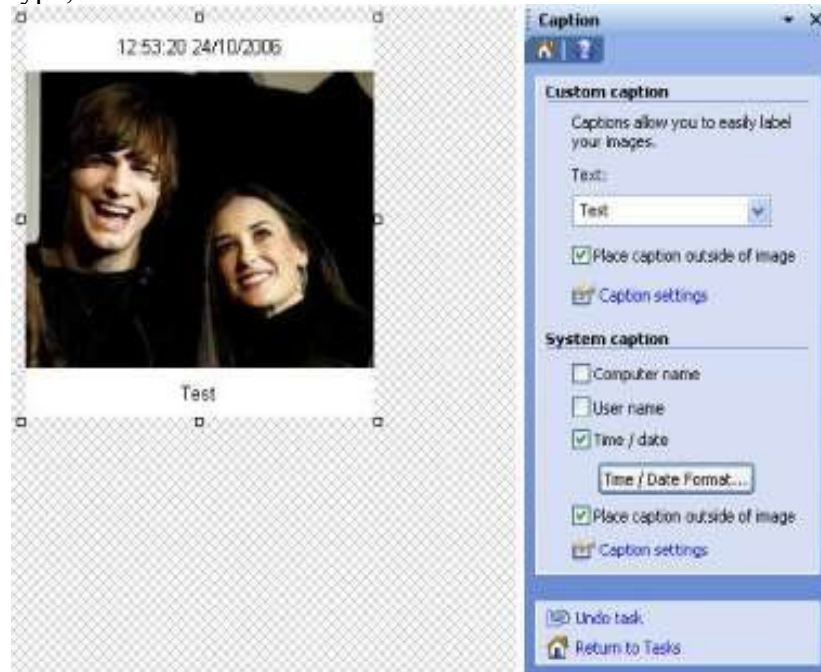 12:53:20 24/10/2006
Test
Caption
Custom caption
Captions allow you to easily label
your images.
Text:
Test
Place caption outside of image
Caption settings
System caption
Computer name
User name
Time / date
Time / Date Format...
Place caption outside of image
Caption settings
Undo task
Return to Tasks